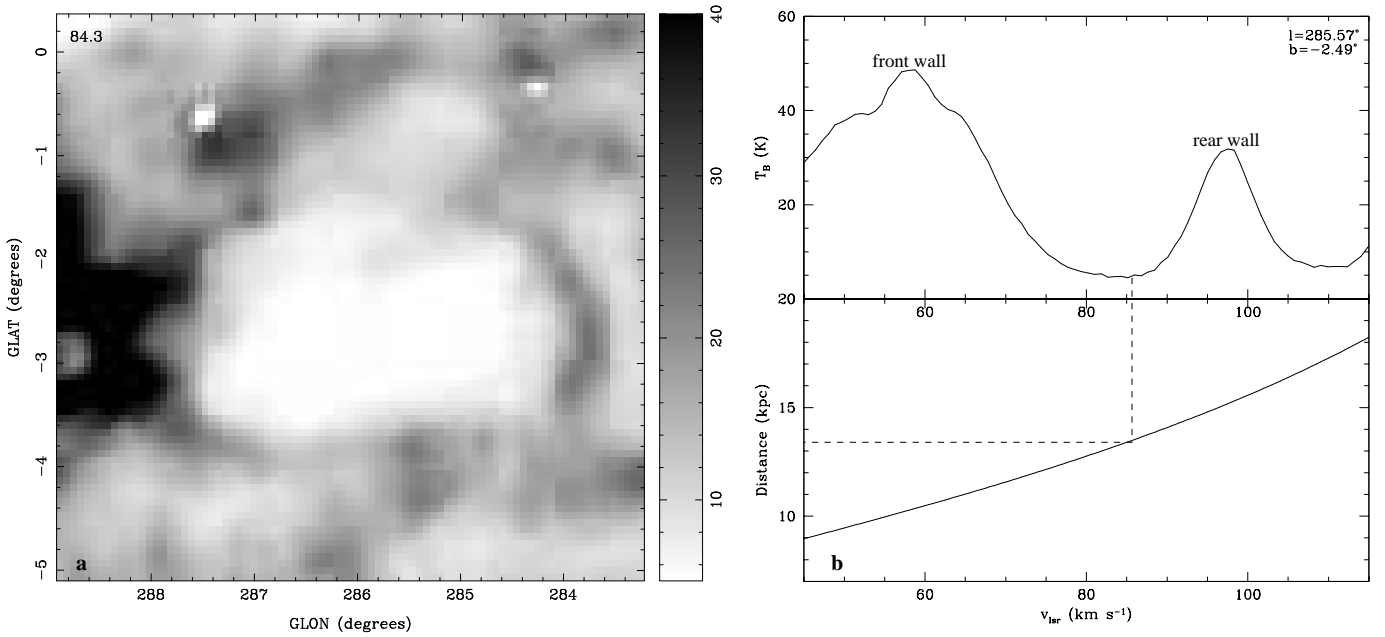 84.3
0
−1
−2
−3
−4
−5
GLAT (degrees)
a
288
287
286
285
284
GLON (degrees)
40
30
20
10
l=285.57°
b=−2.49°
front wall
rear wall
60
40
20
T_B (K)
20
60
80
100
15
10
Distance (kpc)
b
60
80
100
v_lsr (km s⁻¹)